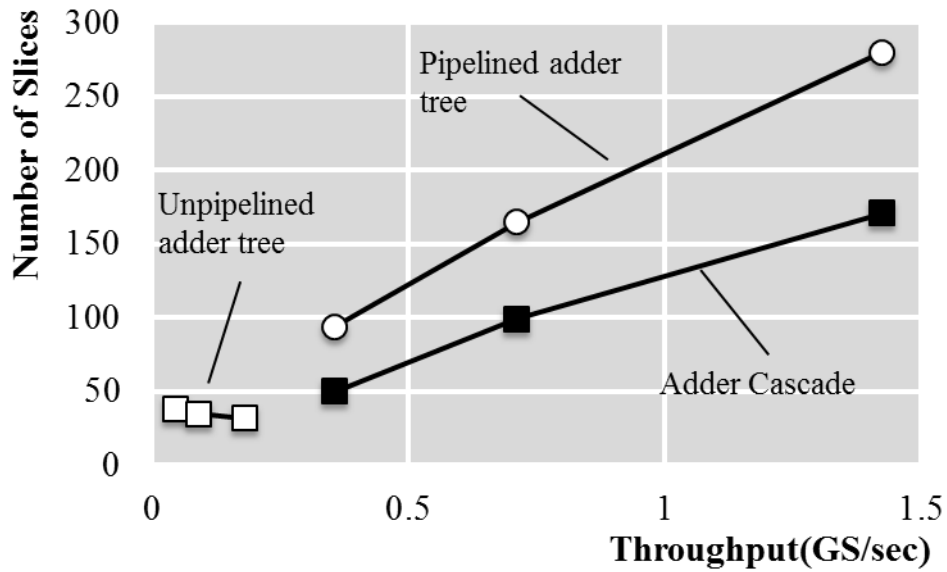 Number of Slices
300
250
200
150
100
50
0
Pipelined adder
tree
Unpipelined
adder tree
Adder Cascade
0
0.5
1
1.5
Throughput(GS/sec)